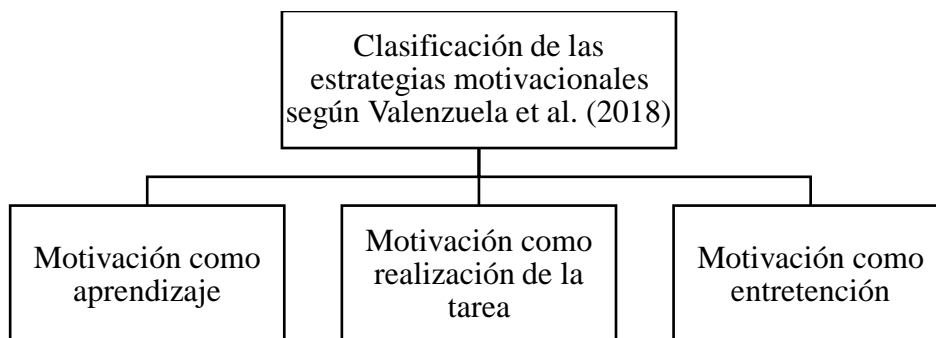 Clasificación de las
estrategias motivacionales
según Valenzuela et al. (2018)
Motivación como
aprendizaje
Motivación como
realización de la
tarea
Motivación como
entretención